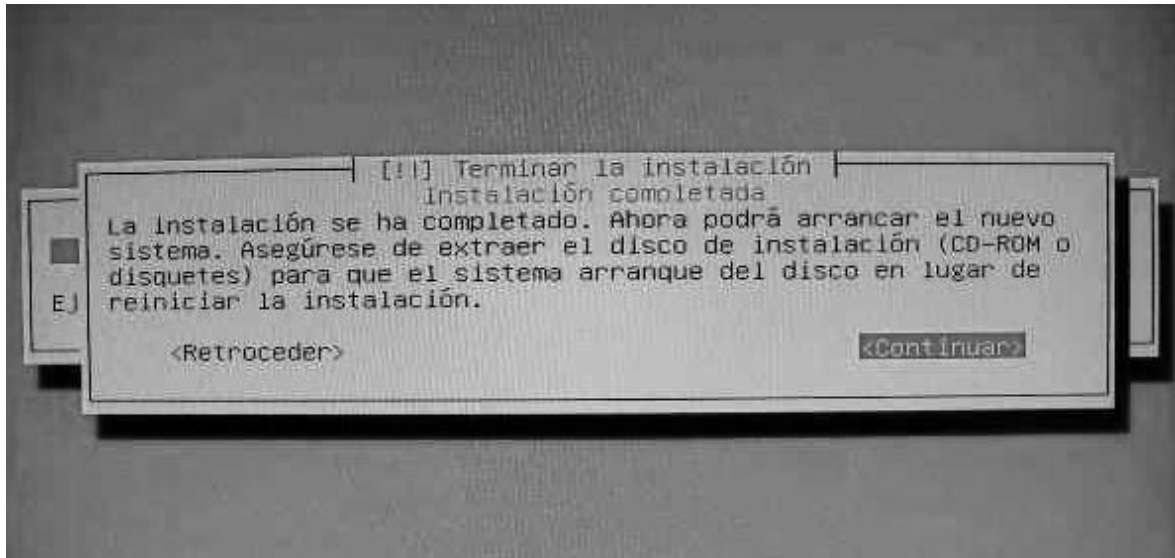 [!!] Terminar la instalación
Instalación completada
La instalación se ha completado. Ahora podrá arrancar el nuevo
sistema. Asegúrese de extraer el disco de instalación (CD-ROM o
disquetes) para que el sistema arranque del disco en lugar de
EJ
reiniciar la instalación.
<Retroceder> <Continuar>